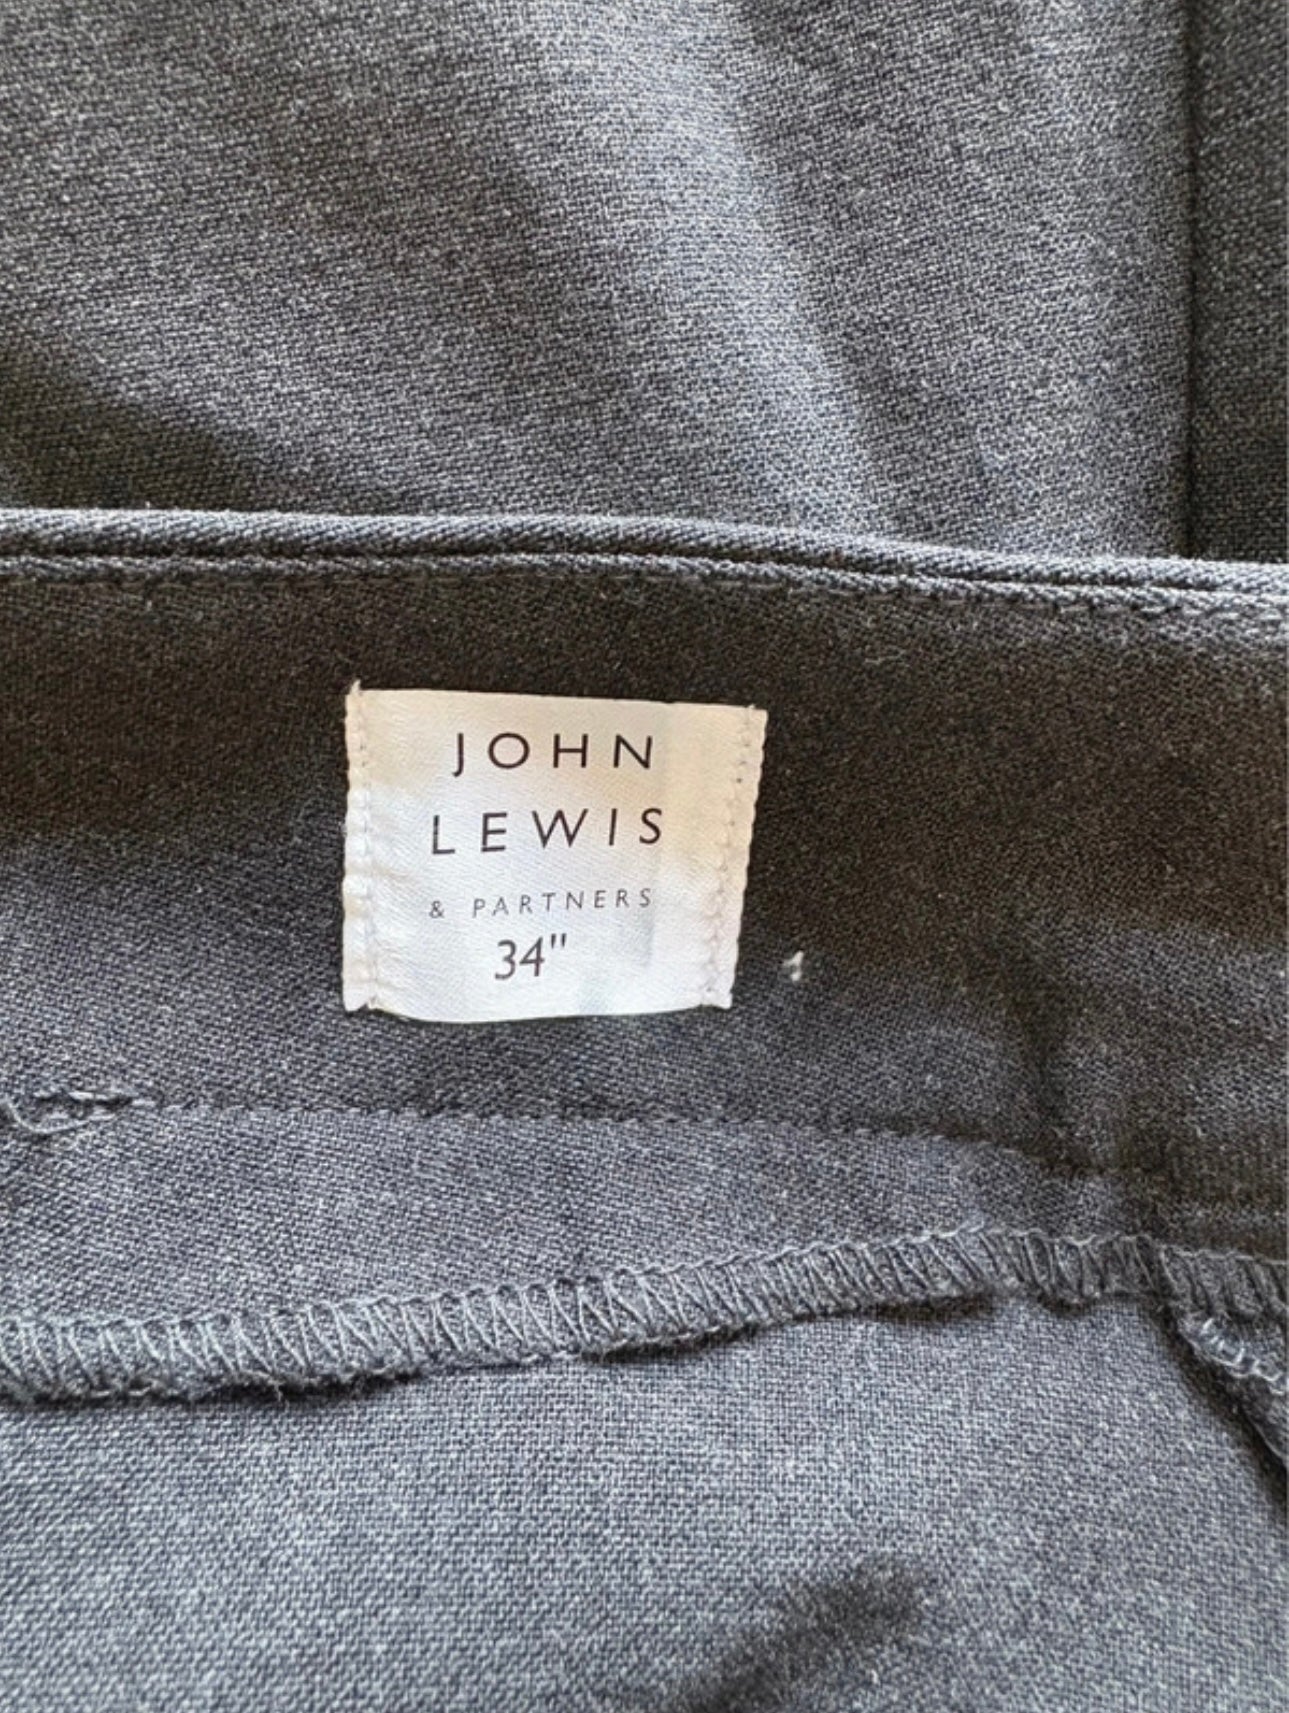 JOHN
LEWIS
& PARTNERS
34"